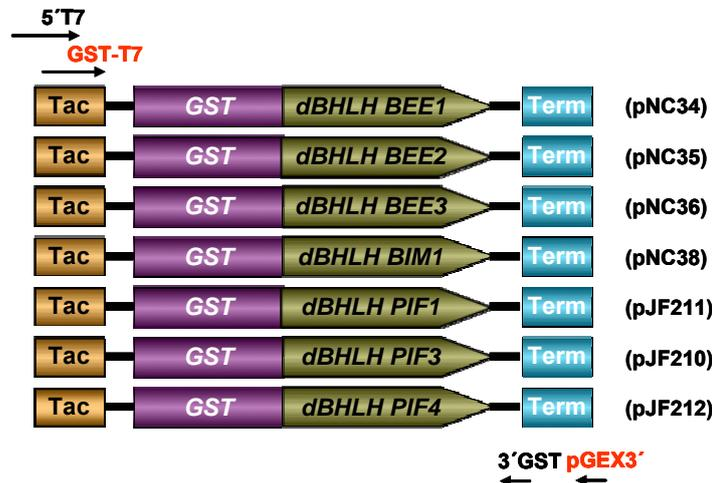 5´T7
GST-T7
Tac GST dBHLH BEE1 Term (pNC34)
Tac GST dBHLH BEE2 Term (pNC35)
Tac GST dBHLH BEE3 Term (pNC36)
Tac GST dBHLH BIM1 Term (pNC38)
Tac GST dBHLH PIF1 Term (pJF211)
Tac GST dBHLH PIF3 Term (pJF210)
Tac GST dBHLH PIF4 Term (pJF212)
3´GST pGEX3´